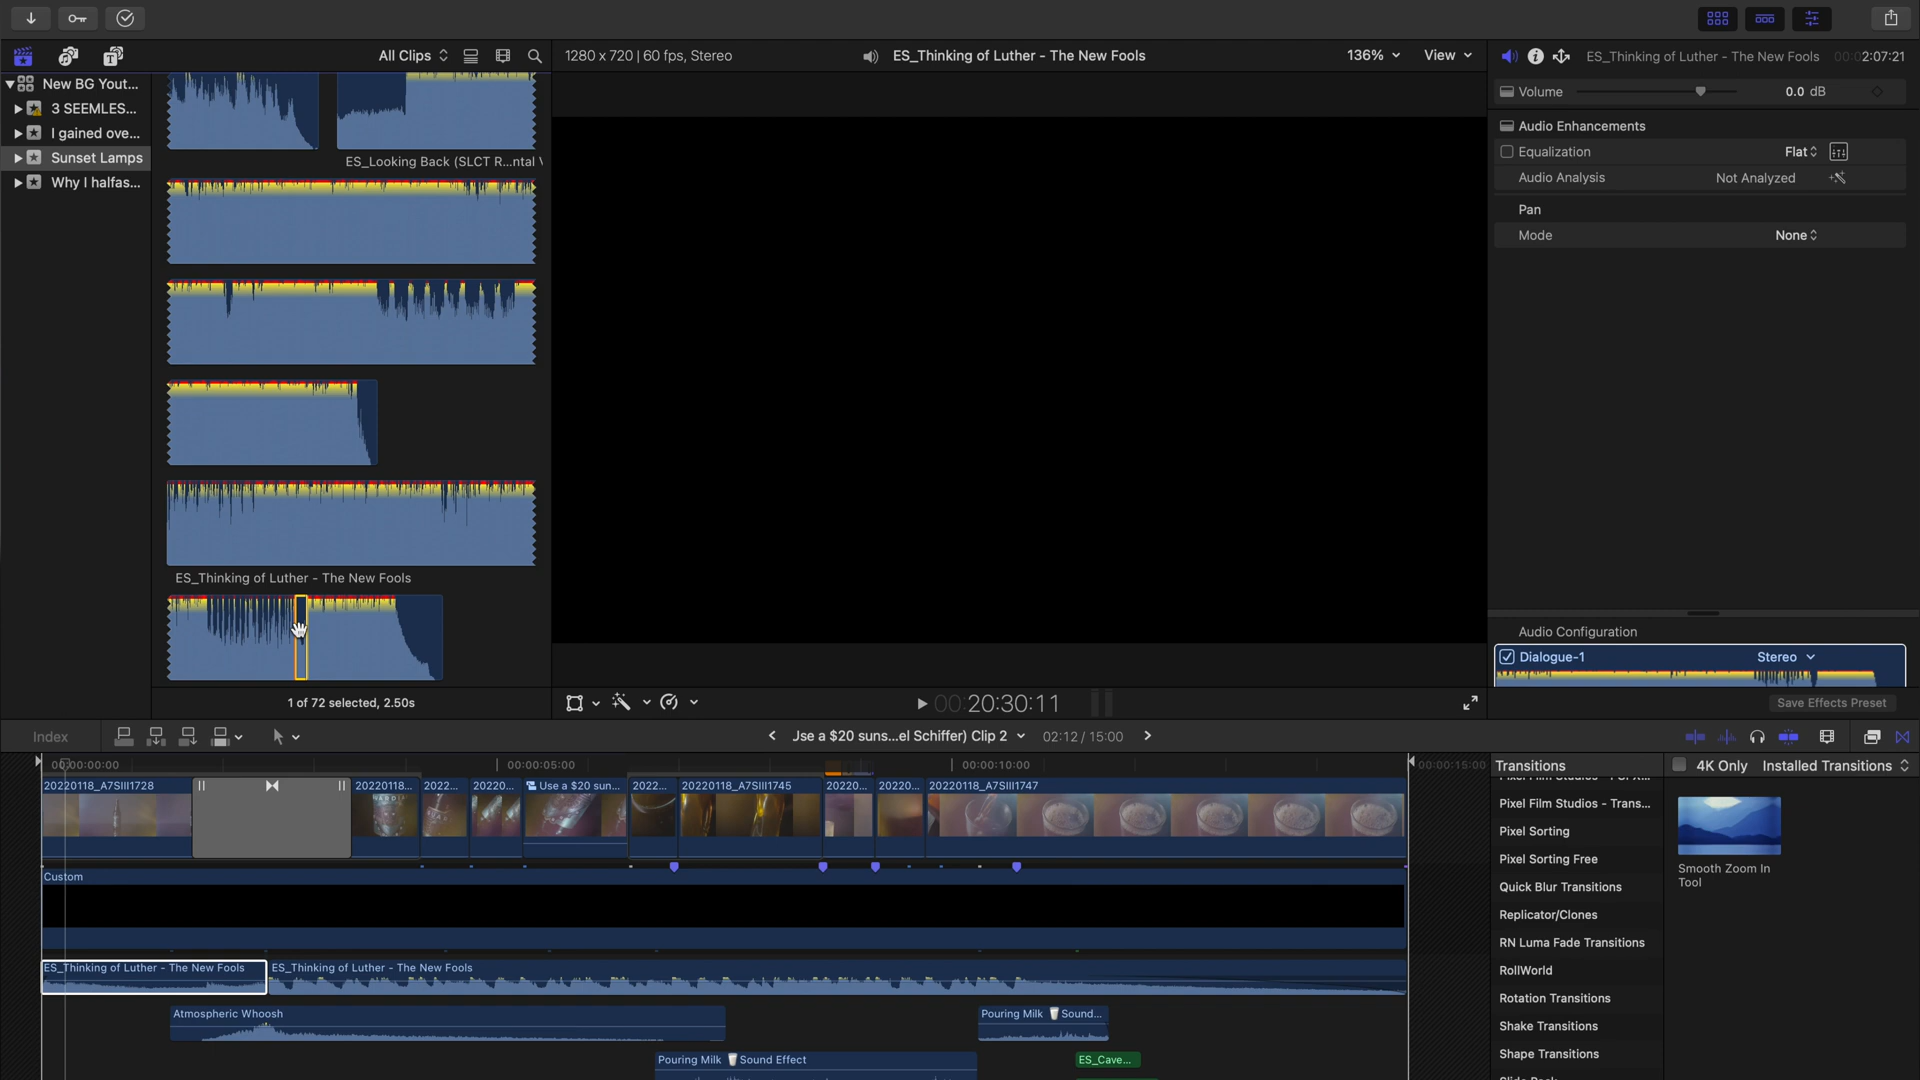 All Clips
1280 x 720 | 60 fps, Stereo
ES_Thinking of Luther - The New Fools
136%
View
ES_Thinking of Luther - The New Fools
00:02:07:21
New BG Yout...
3 SEEMLES...
I gained ove...
Sunset Lamps
Why I halfas...
Volume
0.0 dB
Audio Enhancements
Equalization
Flat
Audio Analysis
Not Analyzed
Pan
Mode
None
ES_Looking Back (SLCT R...ntal V
ES_Thinking of Luther - The New Fools
1 of 72 selected, 2.50s
00:20:30:11
Audio Configuration
Dialogue-1
Stereo
Save Effects Preset
Index
Jse a $20 suns...el Schiffer) Clip 2
02:12 / 15:00
00:00:00:00
00:00:05:00
00:00:10:00
00:00:15:00
Transitions
4K Only
Installed Transitions
20220118_A7SIII1728
20220118...
2022...
20220...
Use a $20 sun...
2022...
20220118_A7SIII1745
20220...
20220...
20220118_A7SIII1747
Custom
ES_Thinking of Luther - The New Fools
ES_Thinking of Luther - The New Fools
Atmospheric Whoosh
Pouring Milk 🥛Sound...
Pouring Milk 🥛Sound Effect
ES_Cave...
Pixel Film Studios - Trans...
Pixel Sorting
Pixel Sorting Free
Quick Blur Transitions
Replicator/Clones
RN Luma Fade Transitions
RollWorld
Rotation Transitions
Shake Transitions
Shape Transitions
Smooth Zoom In
Tool